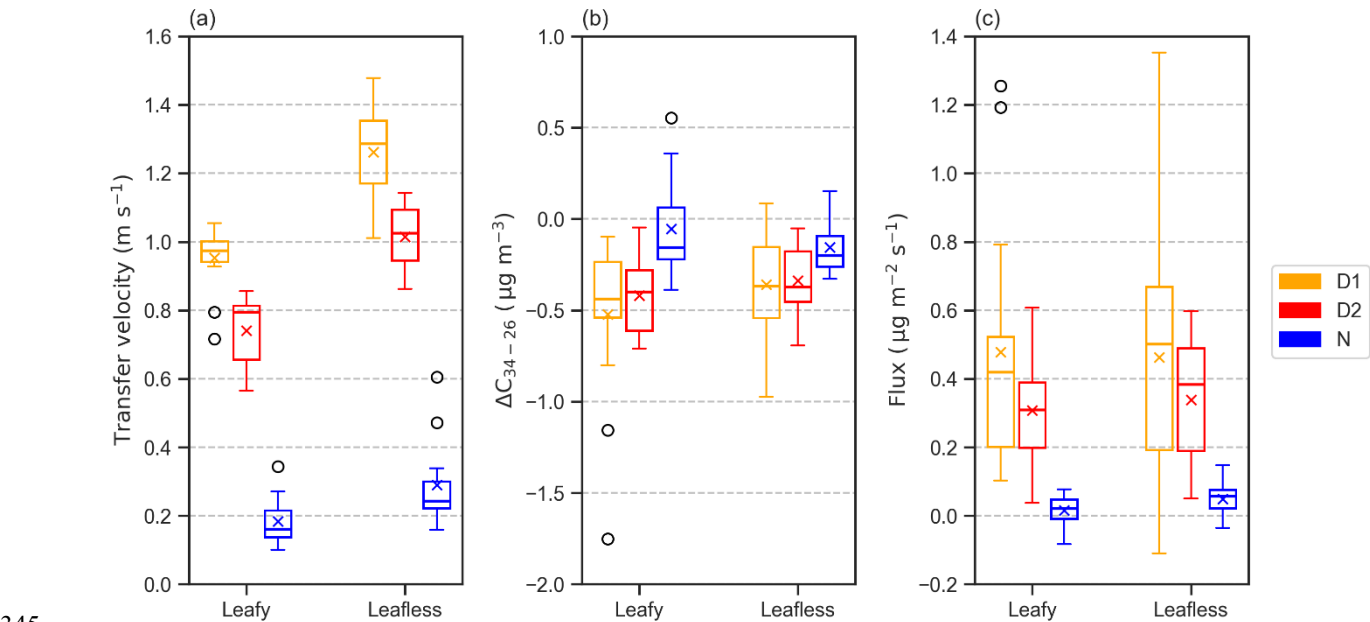 (a)
(b)
(c)
Transfer velocity (m s⁻¹)
1.6
1.4
1.2
1.0
0.8
0.6
0.4
0.2
0.0
Leafy Leafless
ΔC₃₄₋₂₆ (μg m⁻³)
1.0
0.5
0.0
−0.5
−1.0
−1.5
−2.0
Leafy Leafless
Flux (μg m⁻² s⁻¹)
1.4
1.2
1.0
0.8
0.6
0.4
0.2
0.0
−0.2
Leafy Leafless
D1
D2
N